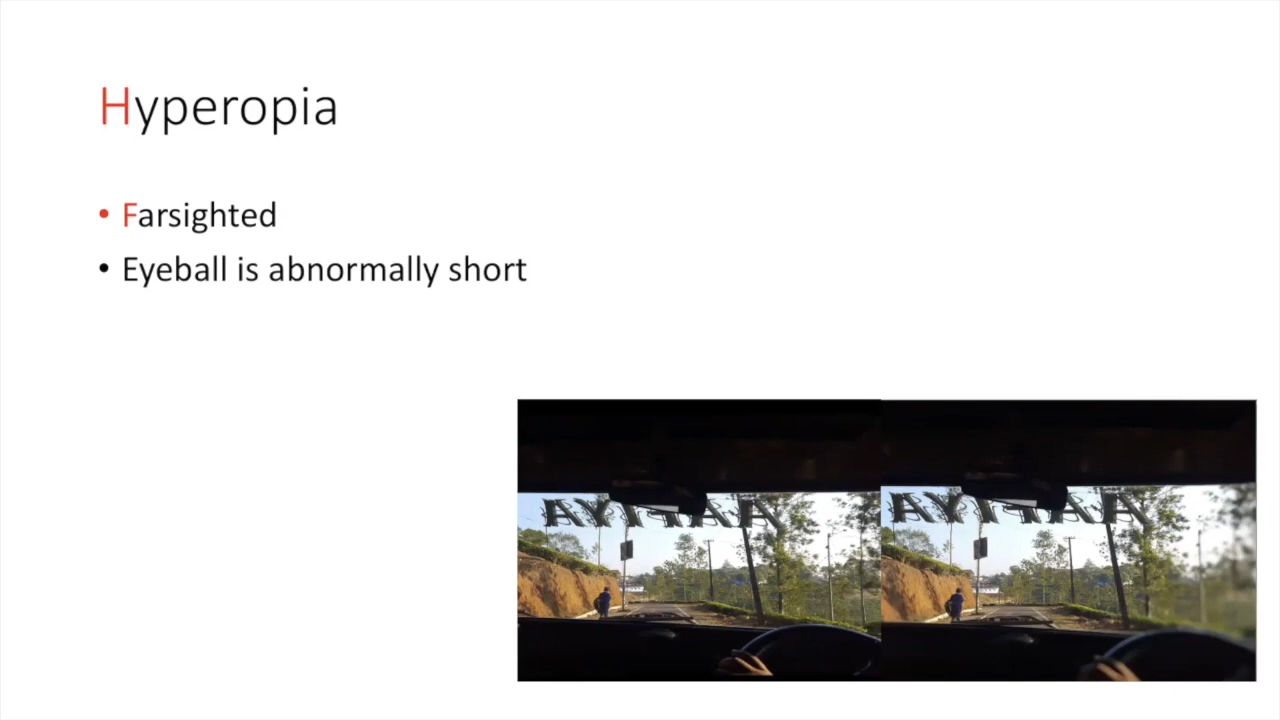 Hyperopia
• Farsighted
• Eyeball is abnormally short